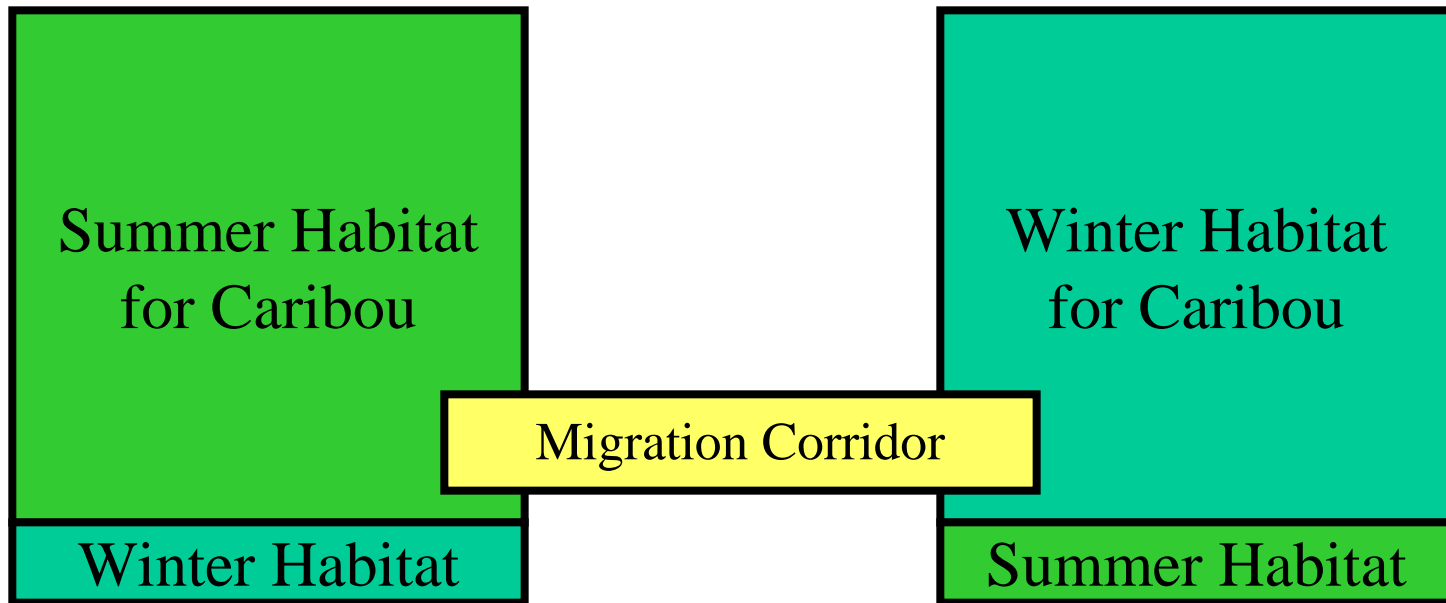 Summer Habitat
for Caribou
Winter Habitat
for Caribou
Migration Corridor
Winter Habitat
Summer Habitat